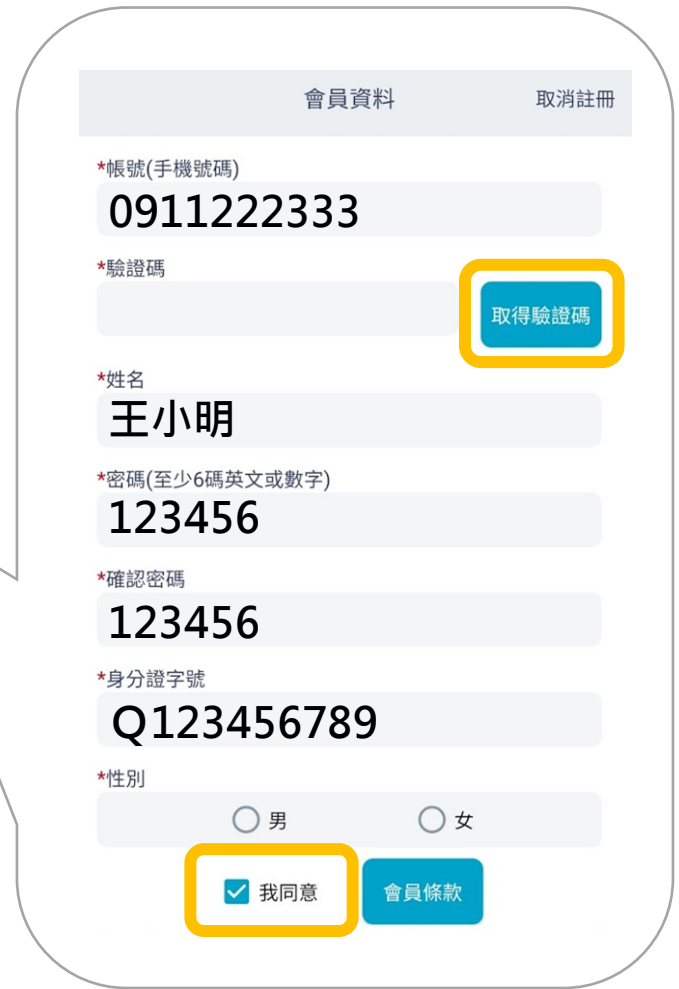 會員資料 取消註冊
*帳號(手機號碼)
0911222333
*驗證碼
取得驗證碼
*姓名
王小明
*密碼(至少6碼英文或數字)
123456
*確認密碼
123456
*身分證字號
Q123456789
*性別
男 女
我同意 會員條款